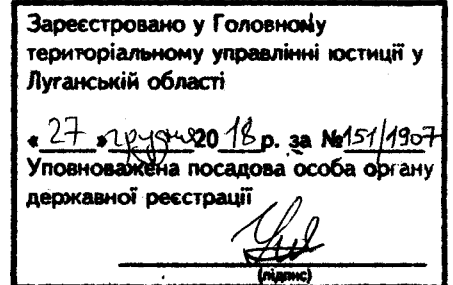 Зареєстровано у Головному
територіальному управлінні юстиції у
Луганській області
« 27 » грудня 20 18 р. за №151/1907
Уповноважена посадова особа органу
державної реєстрації
(підпис)